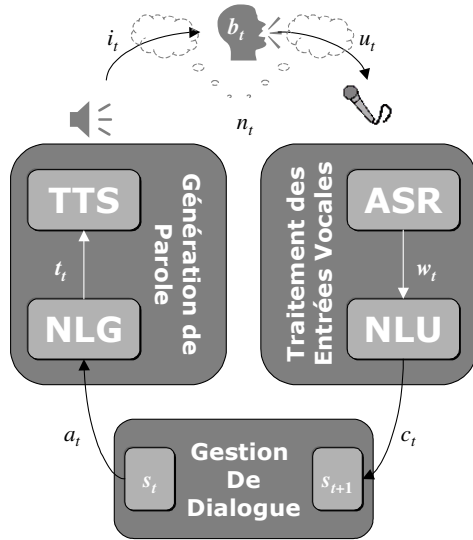 i_t
b_t
u_t
n_t
TTS
t_t
NLG
Génération de
Parole
Traitement des
Entrées Vocales
ASR
w_t
NLU
a_t
c_t
s_t
Gestion
De
Dialogue
s_{t+1}